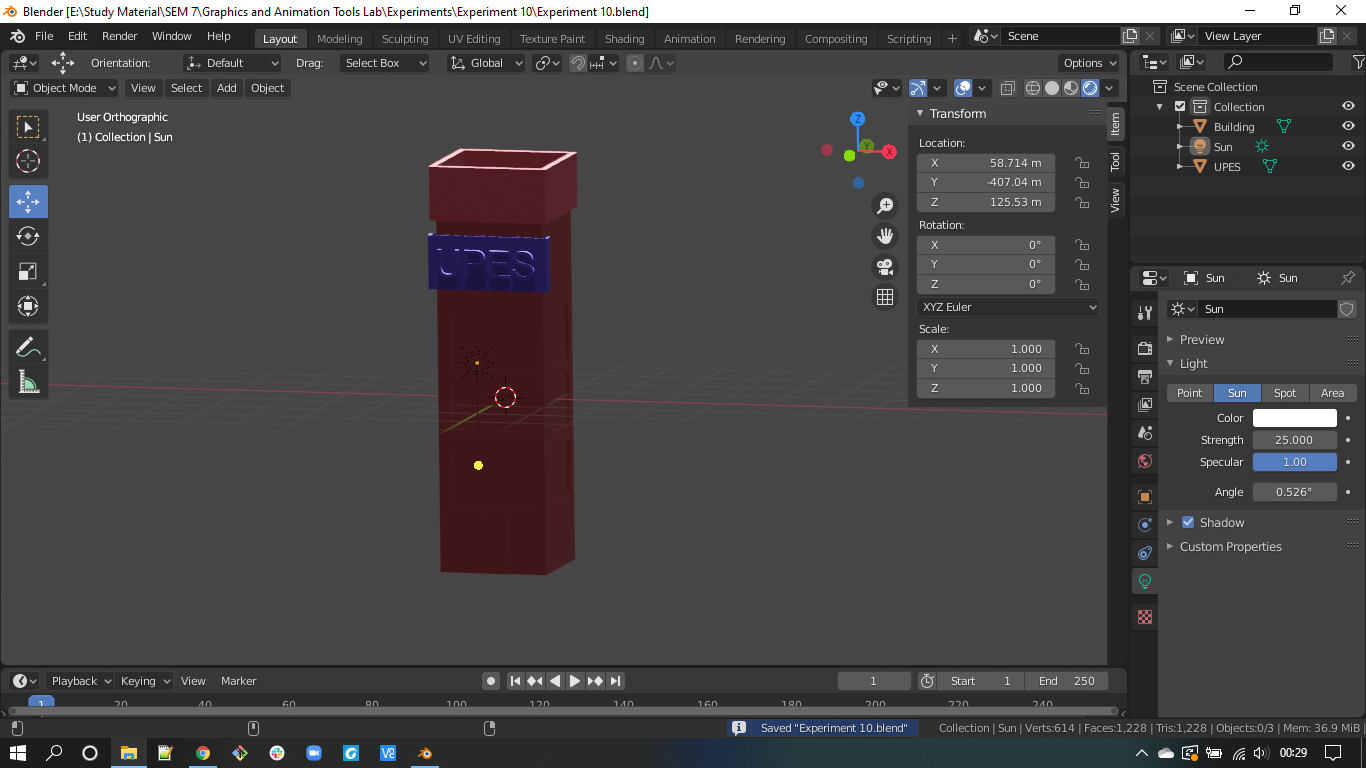 Blender [E:\Study Material\SEM 7\Graphics and Animation Tools Lab\Experiments\Experiment 10\Experiment 10.blend]
File Edit Render Window Help Layout Modeling Sculpting UV Editing Texture Paint Shading Animation Rendering Compositing Scripting + Scene View Layer
Orientation: Default Drag: Select Box Global Options
Object Mode View Select Add Object
User Orthographic
(1) Collection | Sun
Z
Y
X
UPES
Transform
Location:
X 58.714 m
Y -407.04 m
Z 125.53 m
Rotation:
X 0°
Y 0°
Z 0°
XYZ Euler
Scale:
X 1.000
Y 1.000
Z 1.000
Item
Tool
View
Scene Collection
Collection
Building
Sun
UPES
Sun Sun
Sun
Preview
Light
Point Sun Spot Area
Color
Strength 25.000
Specular 1.00
Angle 0.526°
Shadow
Custom Properties
Playback Keying View Marker 1 Start 1 End 250
1 20 40 60 80 100 120 140 160 180 200 220 240
Saved "Experiment 10.blend" Collection | Sun | Verts:614 | Faces:1,228 | Tris:1,228 | Objects:0/3 | Mem: 36.9 MiB
00:29